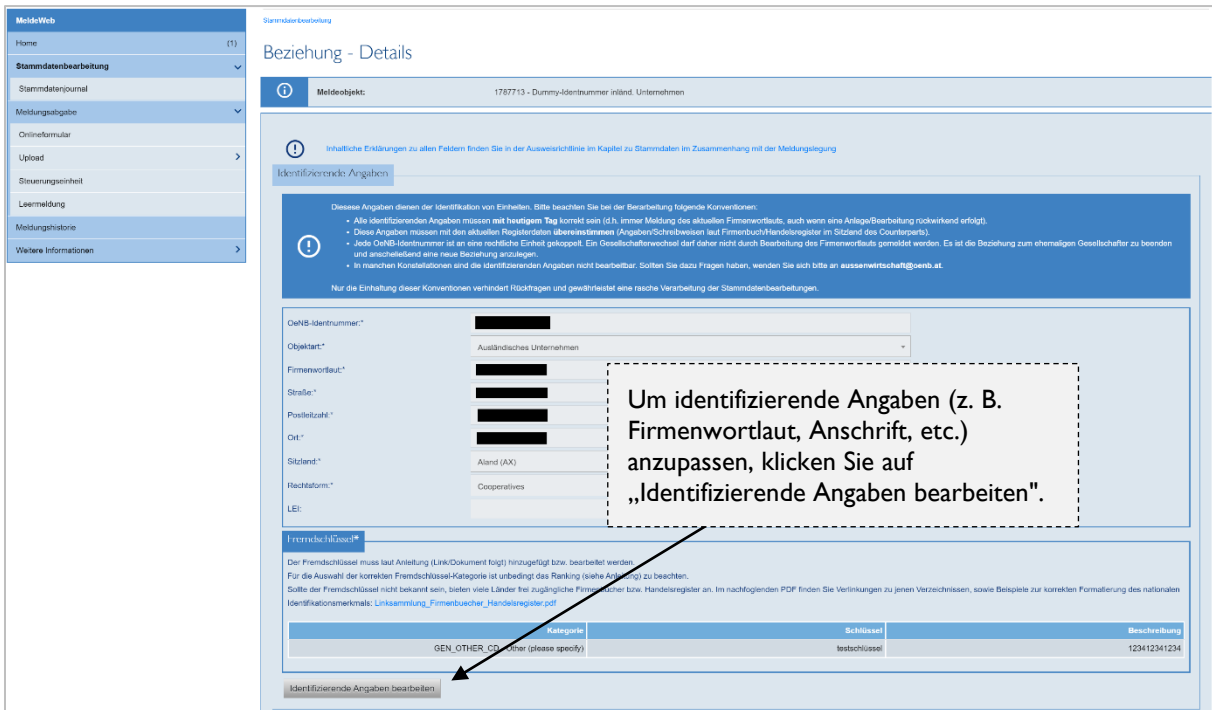 MeldeWeb
Home (1)
Stammdatenbearbeitung
Stammdatenjournal
Meldungsabgabe
Onlineformular
Upload
Steuerungseinheit
Leermeldung
Meldungshistorie
Weitere Informationen
Stammdatenbearbeitung
Beziehung - Details
Meldeobjekt: 1787713 - Dummy-Identnummer inländ. Unternehmen
Inhaltliche Erklärungen zu allen Feldern finden Sie in der Ausweisrichtlinie im Kapitel zu Stammdaten im Zusammenhang mit der Meldungslegung
Identifizierende Angaben
Diesese Angaben dienen der Identifikation von Einheiten. Bitte beachten Sie bei der Berarbeitung folgende Konventionen:
• Alle identifizierenden Angaben müssen mit heutigem Tag korrekt sein (d.h. immer Meldung des aktuellen Firmenwortlauts, auch wenn eine Anlage/Bearbeitung rückwirkend erfolgt).
• Diese Angaben müssen mit den aktuellen Registerdaten übereinstimmen (Angaben/Schreibweisen laut Firmenbuch/Handelsregister im Sitzland des Counterparts).
• Jede OeNB-Identnummer ist an eine rechtliche Einheit gekoppelt. Ein Gesellschafterwechsel darf daher nicht durch Bearbeitung des Firmenwortlauts gemeldet werden. Es ist die Beziehung zum ehemaligen Gesellschafter zu beenden
und anscheließend eine neue Beziehung anzulegen.
• In manchen Konstellationen sind die identifizierenden Angaben nicht bearbeitbar. Sollten Sie dazu Fragen haben, wenden Sie sich bitte an aussenwirtschaft@oenb.at.
Nur die Einhaltung dieser Konventionen verhindert Rückfragen und gewährleistet eine rasche Verarbeitung der Stammdatenbearbeitungen.
OeNB-Identnummer:*
Objektart:* Ausländisches Unternehmen
Firmenwortlaut:*
Straße:*
Postleitzahl:*
Ort:*
Sitzland:* Aland (AX)
Rechtsform:* Cooperatives
LEI:
Um identifizierende Angaben (z. B.
Firmenwortlaut, Anschrift, etc.)
anzupassen, klicken Sie auf
„Identifizierende Angaben bearbeiten".
Fremdschlüssel*
Der Fremdschlüssel muss laut Anleitung (Link/Dokument folgt) hinzugefügt bzw. bearbeitet werden.
Für die Auswahl der korrekten Fremdschlüssel-Kategorie ist unbedingt das Ranking (siehe Anleitung) zu beachten.
Sollte der Fremdschlüssel nicht bekannt sein, bieten viele Länder frei zugängliche Firmenbücher bzw. Handelsregister an. Im nachfoglenden PDF finden Sie Verlinkungen zu jenen Verzeichnissen, sowie Beispiele zur korrekten Formatierung des nationalen
Identifikationsmerkmals: Linksammlung_Firmenbuecher_Handelsregister.pdf
Kategorie Schlüssel Beschreibung
GEN_OTHER_CD - Other (please specify) testschlüssel 123412341234
Identifizierende Angaben bearbeiten